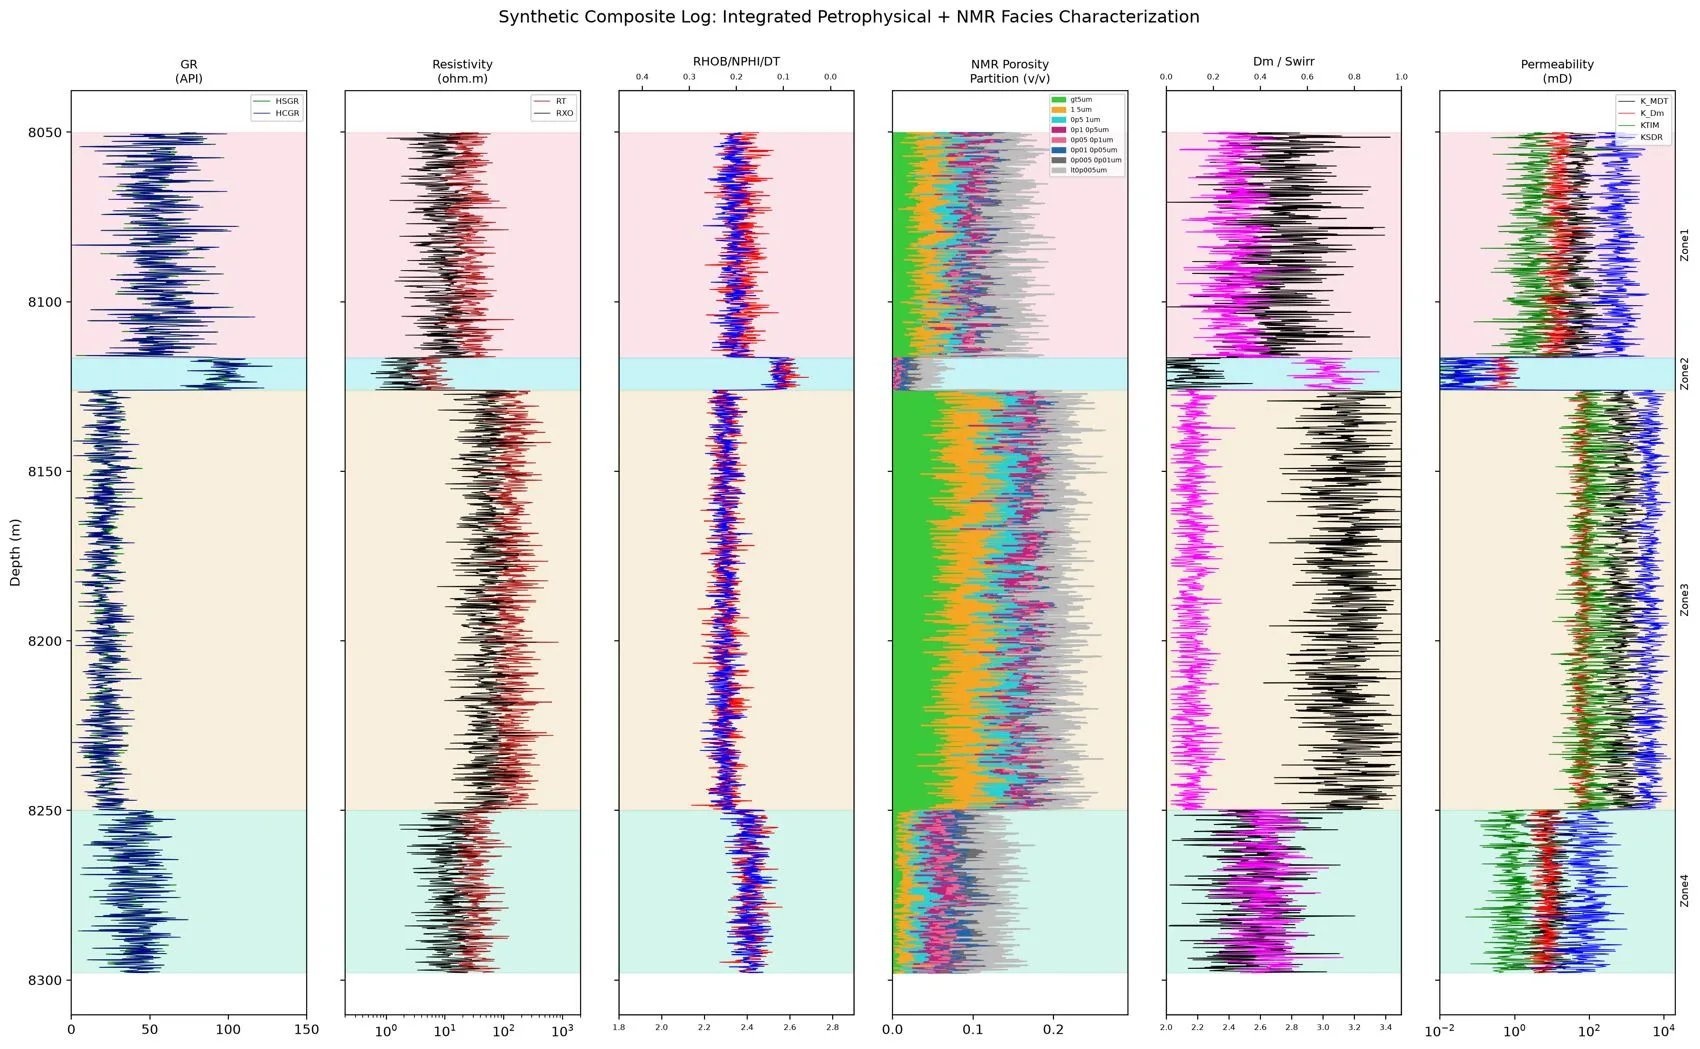 Synthetic Composite Log: Integrated Petrophysical + NMR Facies Characterization
GR
(API)
HSGR
HCGR
0 50 100 150
Depth (m)
8050
8100
8150
8200
8250
8300
Resistivity
(ohm.m)
RT
RXO
10⁰ 10¹ 10² 10³
RHOB/NPHI/DT
0.4 0.3 0.2 0.1 0.0
1.8 2.0 2.2 2.4 2.6 2.8
NMR Porosity
Partition (v/v)
gt5um
1 5um
0p5 1um
0p1 0p5um
0p05 0p1um
0p01 0p05um
0p005 0p01um
lt0p005um
0.0 0.1 0.2
Dm / Swirr
0.0 0.2 0.4 0.6 0.8 1.0
2.0 2.2 2.4 2.6 2.8 3.0 3.2 3.4
Permeability
(mD)
K_MDT
K_Dm
KTIM
KSDR
10⁻² 10⁰ 10² 10⁴
Zone1
Zone2
Zone3
Zone4